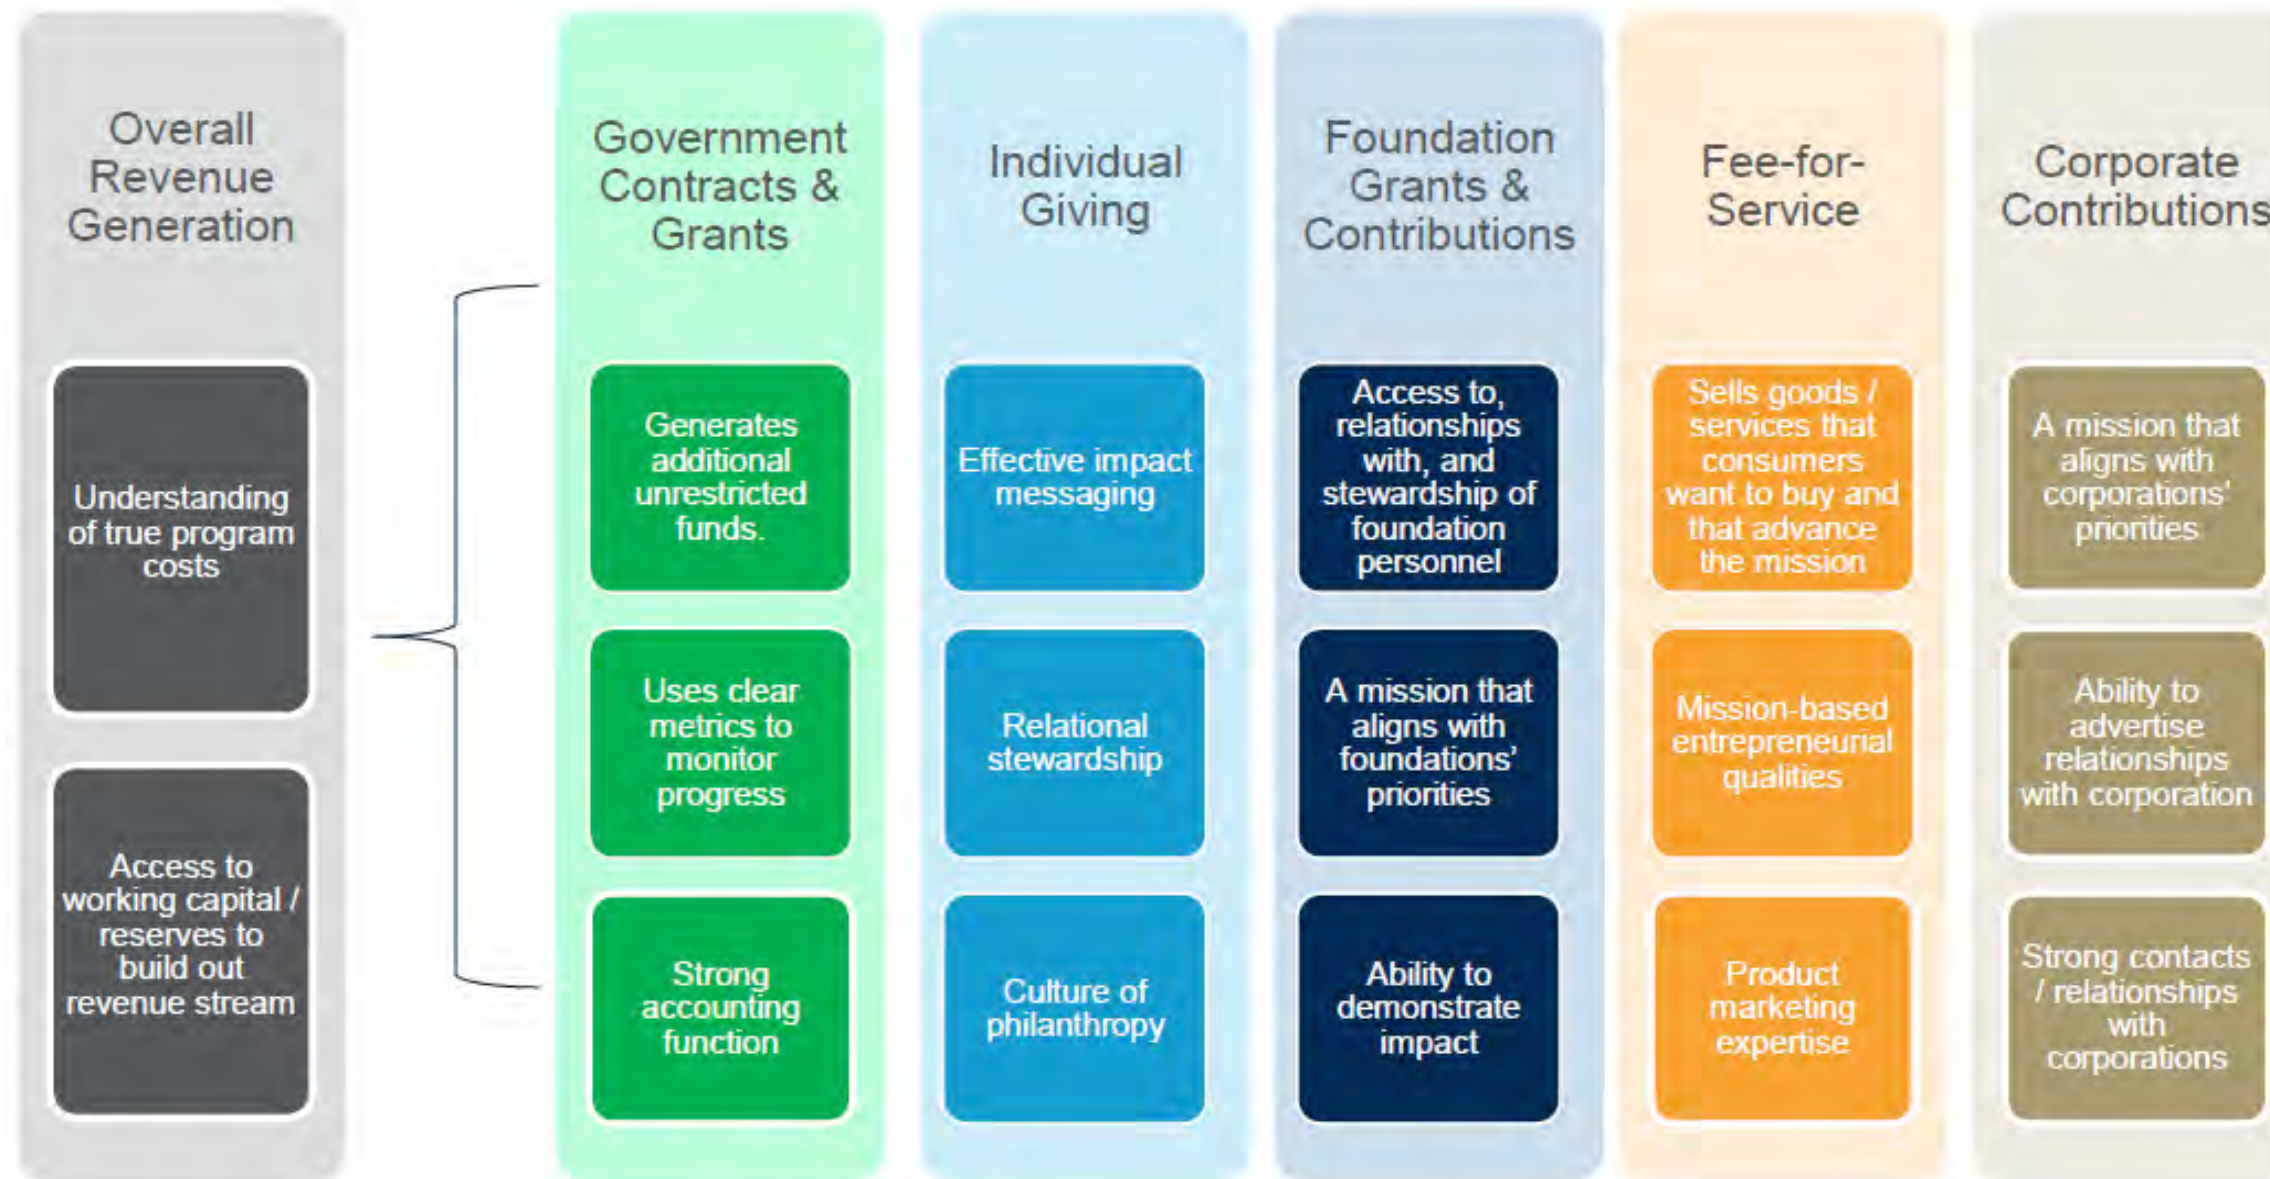 Overall
Revenue
Generation
Understanding
of true program
costs
Access to
working capital /
reserves to
build out
revenue stream
Government
Contracts &
Grants
Generates
additional
unrestricted
funds.
Uses clear
metrics to
monitor
progress
Strong
accounting
function
Individual
Giving
Effective impact
messaging
Relational
stewardship
Culture of
philanthropy
Foundation
Grants &
Contributions
Access to,
relationships
with, and
stewardship of
foundation
personnel
A mission that
aligns with
foundations’
priorities
Ability to
demonstrate
impact
Fee-for-
Service
Sells goods /
services that
consumers
want to buy and
that advance
the mission
Mission-based
entrepreneurial
qualities
Product
marketing
expertise
Corporate
Contributions
A mission that
aligns with
corporations’
priorities
Ability to
advertise
relationships
with corporation
Strong contacts
/ relationships
with
corporations